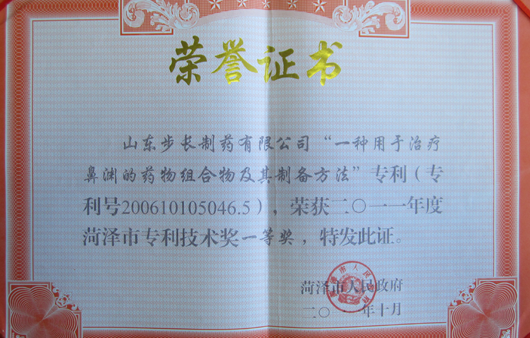 荣誉证书
山东步长制药有限公司“一种用于治疗
鼻渊的药物组合物及其制备方法”专利（专
利号200610105046.5），荣获二〇一一年度
菏泽市专利技术奖一等奖，特发此证。
菏泽市人民政府
二〇一一年十月